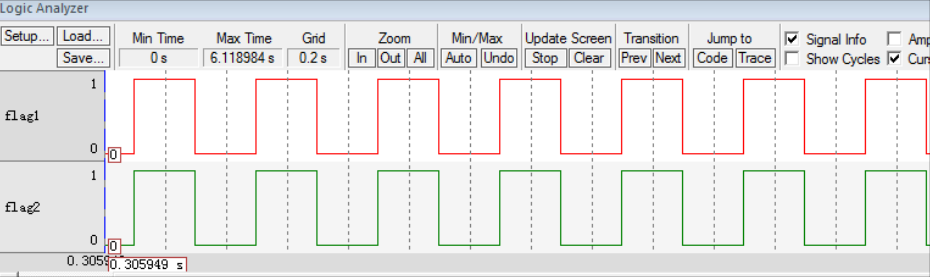 Logic Analyzer
Setup... Load... Min Time Max Time Grid Zoom Min/Max Update Screen Transition Jump to Signal Info Amp
Save... 0 s 6.118984 s 0.2 s In Out All Auto Undo Stop Clear Prev Next Code Trace Show Cycles Curs
1
flag1
0 0
1
flag2
0 0
0.3059 0.305949 s